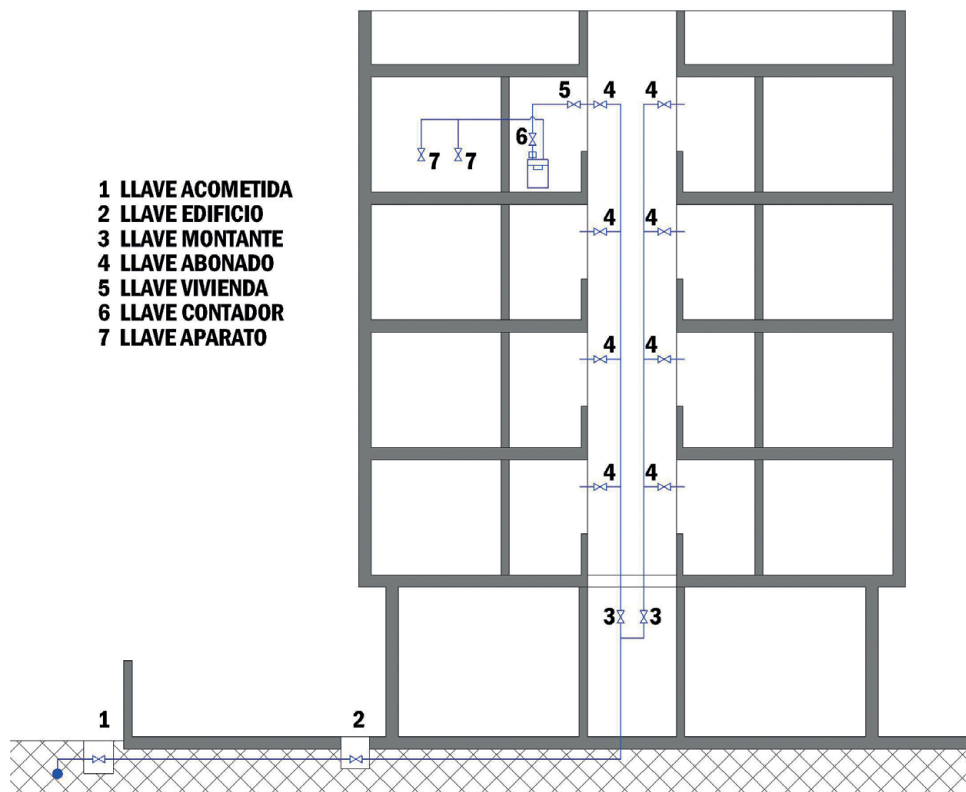 5 4 4
6
7 7
1 LLAVE ACOMETIDA
2 LLAVE EDIFICIO
3 LLAVE MONTANTE
4 LLAVE ABONADO
5 LLAVE VIVIENDA
6 LLAVE CONTADOR
7 LLAVE APARATO
4 4
4 4
4 4
3 3
1 2